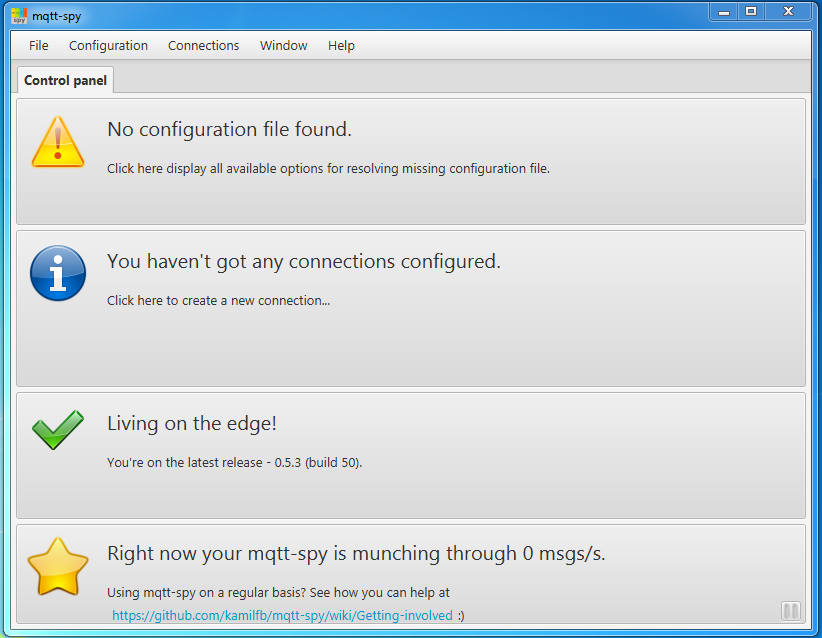 mqtt-spy
File Configuration Connections Window Help
Control panel
No configuration file found.
Click here display all available options for resolving missing configuration file.
You haven't got any connections configured.
Click here to create a new connection...
Living on the edge!
You're on the latest release - 0.5.3 (build 50).
Right now your mqtt-spy is munching through 0 msgs/s.
Using mqtt-spy on a regular basis? See how you can help at
https://github.com/kamilfb/mqtt-spy/wiki/Getting-involved :)